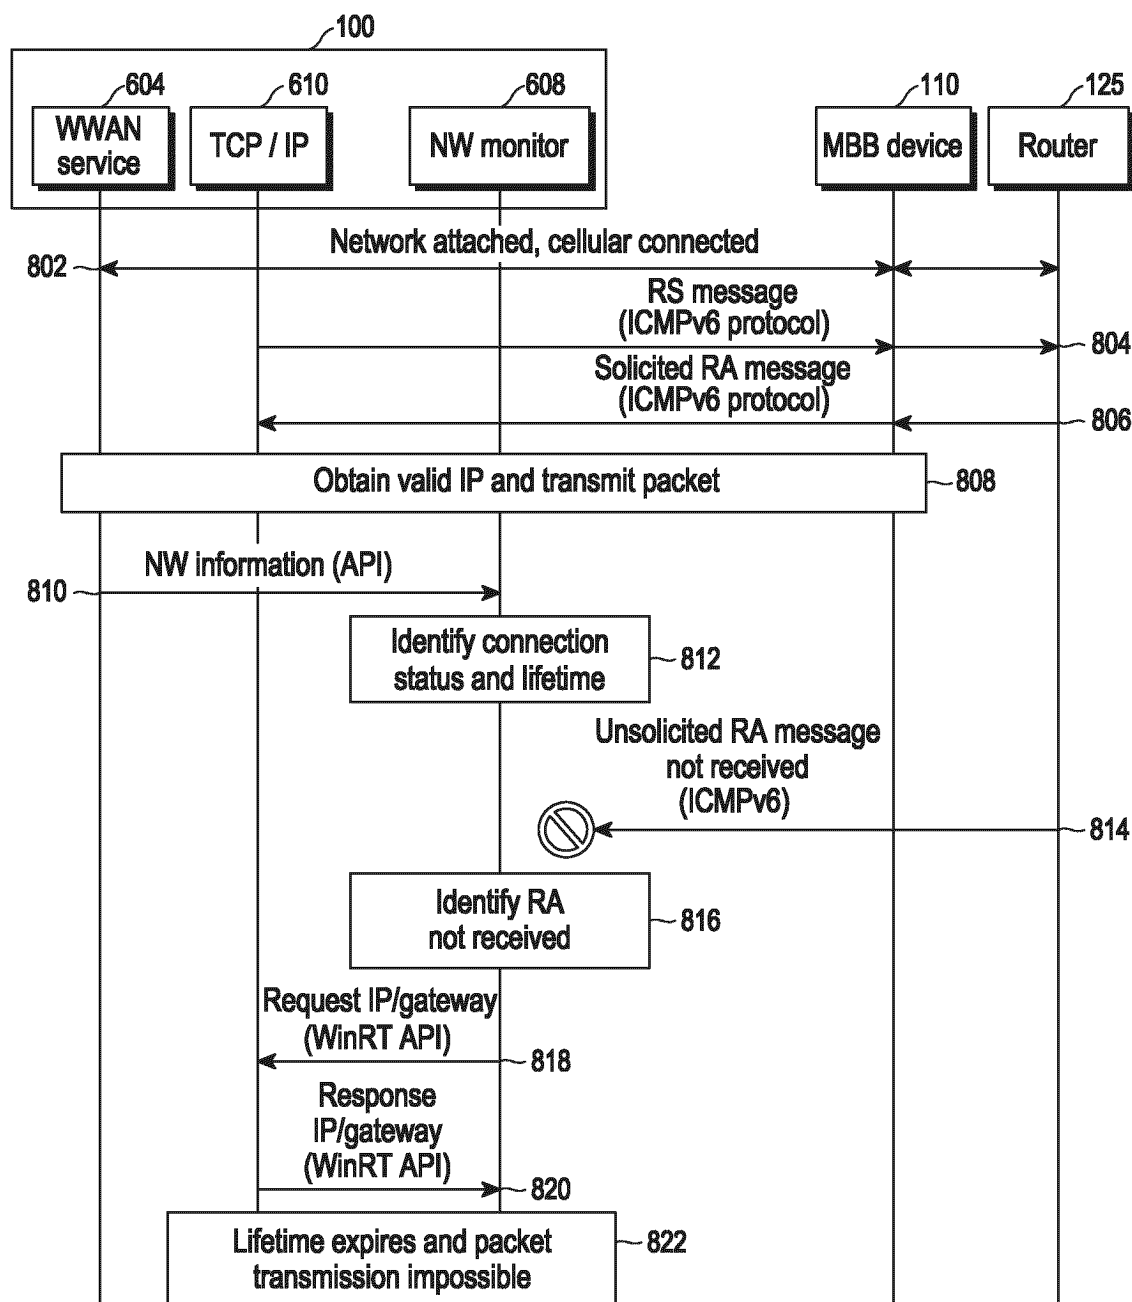 100
604
610
608
110
125
WWAN
service
TCP / IP
NW monitor
MBB device
Router
Network attached, cellular connected
802
RS message
(ICMPv6 protocol)
804
Solicited RA message
(ICMPv6 protocol)
806
Obtain valid IP and transmit packet
808
NW information (API)
810
Identify connection
status and lifetime
812
Unsolicited RA message
not received
(ICMPv6)
814
Identify RA
not received
816
Request IP/gateway
(WinRT API)
818
Response
IP/gateway
(WinRT API)
820
Lifetime expires and packet
transmission impossible
822